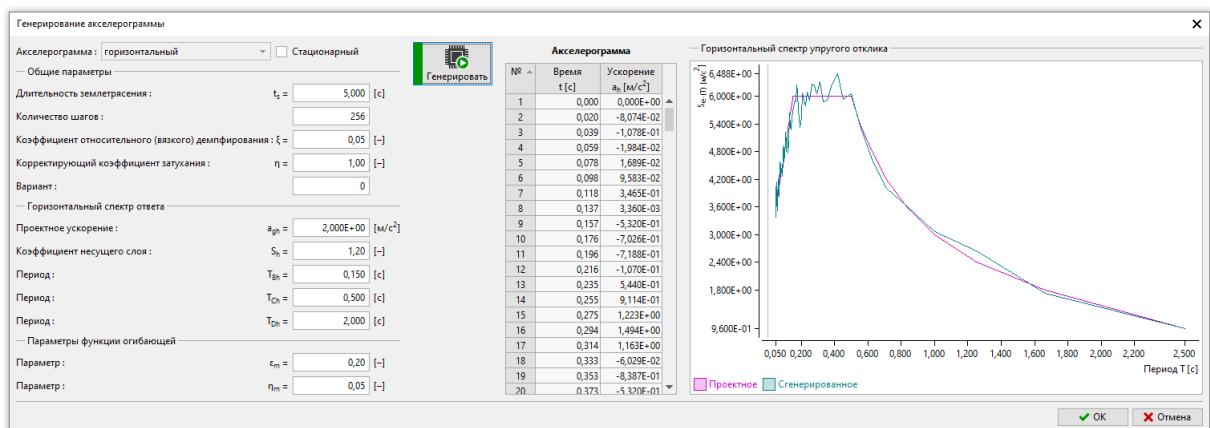 Генерирование акселерограммы
Акселерограмма : горизонтальный Стационарный
Генерировать
Общие параметры
Длительность землетрясения : tₛ = 5,000 [с]
Количество шагов : 256
Коэффициент относительного (вязкого) демпфирования : ξ = 0,05 [–]
Корректирующий коэффициент затухания : η = 1,00 [–]
Вариант : 0
Горизонтальный спектр ответа
Проектное ускорение : a_gh = 2,000E+00 [м/с²]
Коэффициент несущего слоя : S_h = 1,20 [–]
Период : T_Bh = 0,150 [с]
Период : T_Ch = 0,500 [с]
Период : T_Dh = 2,000 [с]
Параметры функции огибающей
Параметр : ε_m = 0,20 [–]
Параметр : η_m = 0,05 [–]
Акселерограмма
№ Время Ускорение
t [с] a_h [м/с²]
1 0,000 0,000E+00
2 0,020 -8,074E-02
3 0,039 -1,078E-01
4 0,059 -1,984E-02
5 0,078 1,689E-02
6 0,098 9,583E-02
7 0,118 3,465E-01
8 0,137 3,360E-03
9 0,157 -5,320E-01
10 0,176 -7,026E-01
11 0,196 -7,188E-01
12 0,216 -1,070E-01
13 0,235 5,440E-01
14 0,255 9,114E-01
15 0,275 1,223E+00
16 0,294 1,494E+00
17 0,314 1,163E+00
18 0,333 -6,029E-02
19 0,353 -8,387E-01
20 0,373 -5,320E-01
Горизонтальный спектр упругого отклика
6,488E+00
6,000E+00
5,400E+00
4,800E+00
4,200E+00
3,600E+00
3,000E+00
2,400E+00
1,800E+00
9,600E-01
0,050 0,200 0,400 0,600 0,800 1,000 1,200 1,400 1,600 1,800 2,000 2,200 2,500
Период T [с]
Проектное Сгенерированное
OK Отмена